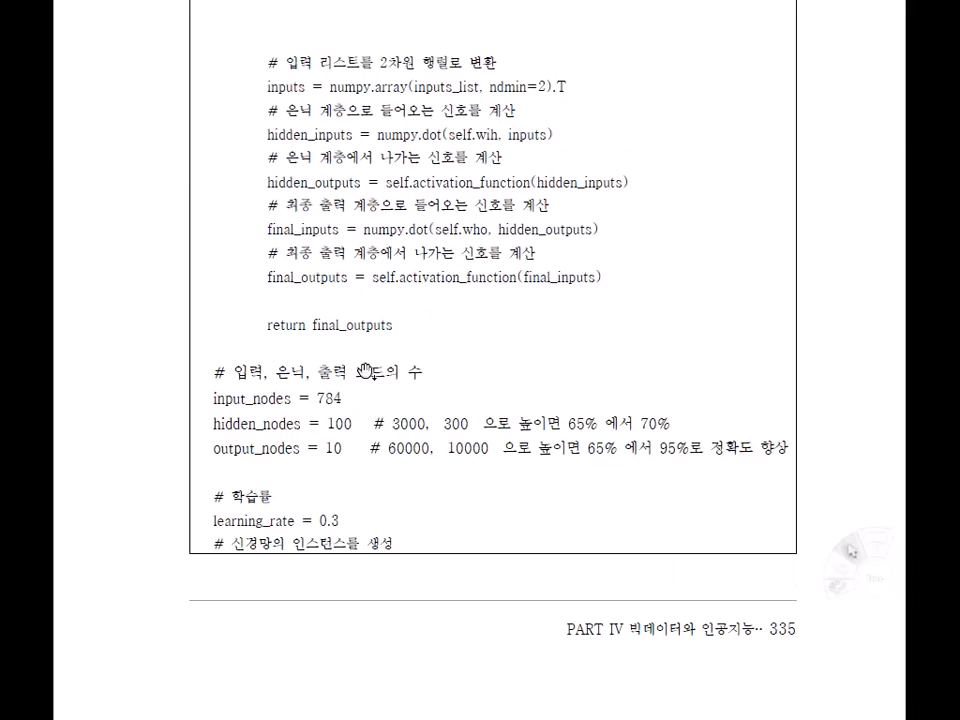 # 입력 리스트를 2차원 행렬로 변환
inputs = numpy.array(inputs_list, ndmin=2).T
# 은닉 계층으로 들어오는 신호를 계산
hidden_inputs = numpy.dot(self.wih, inputs)
# 은닉 계층에서 나가는 신호를 계산
hidden_outputs = self.activation_function(hidden_inputs)
# 최종 출력 계층으로 들어오는 신호를 계산
final_inputs = numpy.dot(self.who, hidden_outputs)
# 최종 출력 계층에서 나가는 신호를 계산
final_outputs = self.activation_function(final_inputs)
return final_outputs
# 입력, 은닉, 출력 노드의 수
input_nodes = 784
hidden_nodes = 100 # 3000, 300 으로 높이면 65% 에서 70%
output_nodes = 10 # 60000, 10000 으로 높이면 65% 에서 95%로 정확도 향상
# 학습률
learning_rate = 0.3
# 신경망의 인스턴스를 생성
PART Ⅳ 빅데이터와 인공지능·· 335